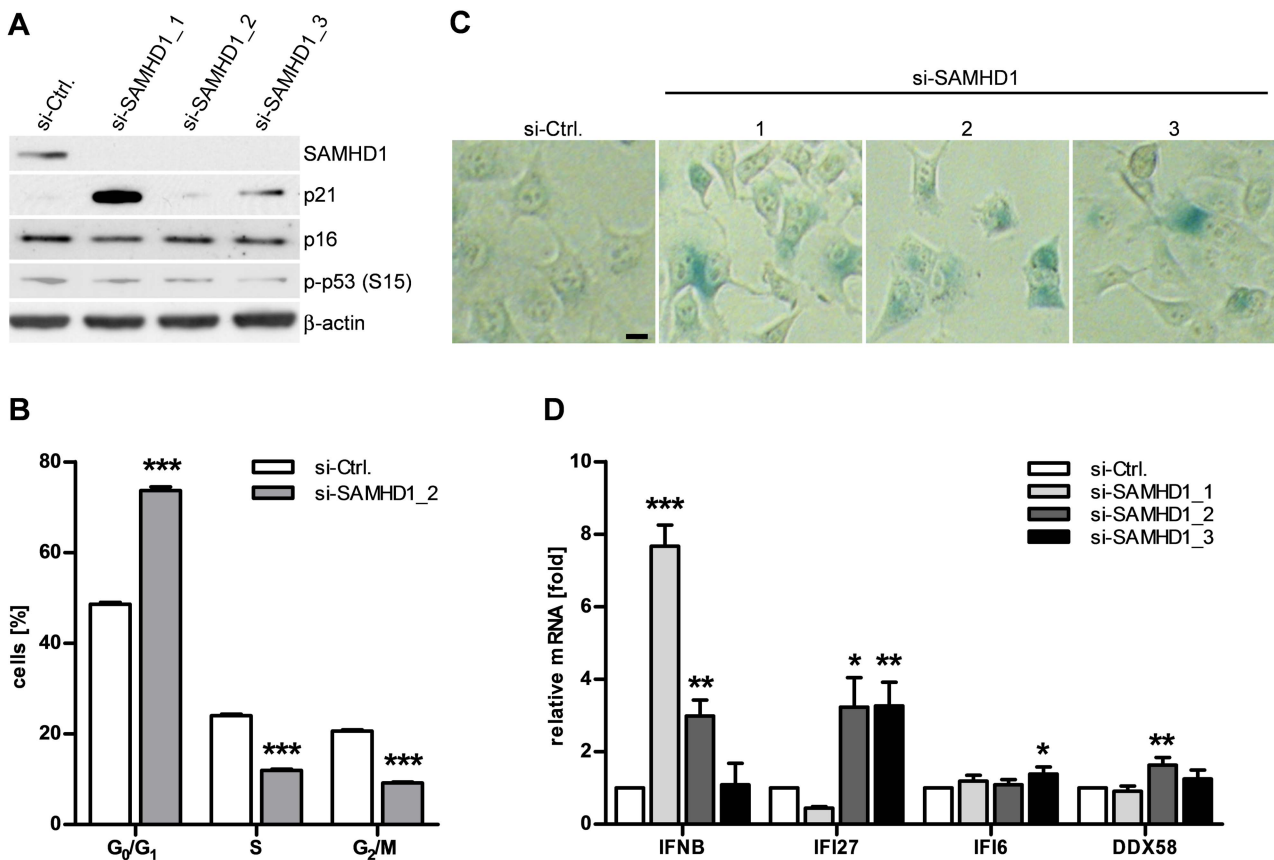 A
si-Ctrl.
si-SAMHD1_1
si-SAMHD1_2
si-SAMHD1_3
SAMHD1
p21
p16
p-p53 (S15)
β-actin
C
si-SAMHD1
si-Ctrl.
1
2
3
B
cells [%]
80
60
40
20
0
***
***
***
si-Ctrl.
si-SAMHD1_2
G₀/G₁
S
G₂/M
D
relative mRNA [fold]
10
8
6
4
2
0
***
**
*
**
*
**
si-Ctrl.
si-SAMHD1_1
si-SAMHD1_2
si-SAMHD1_3
IFNB
IFI27
IFI6
DDX58